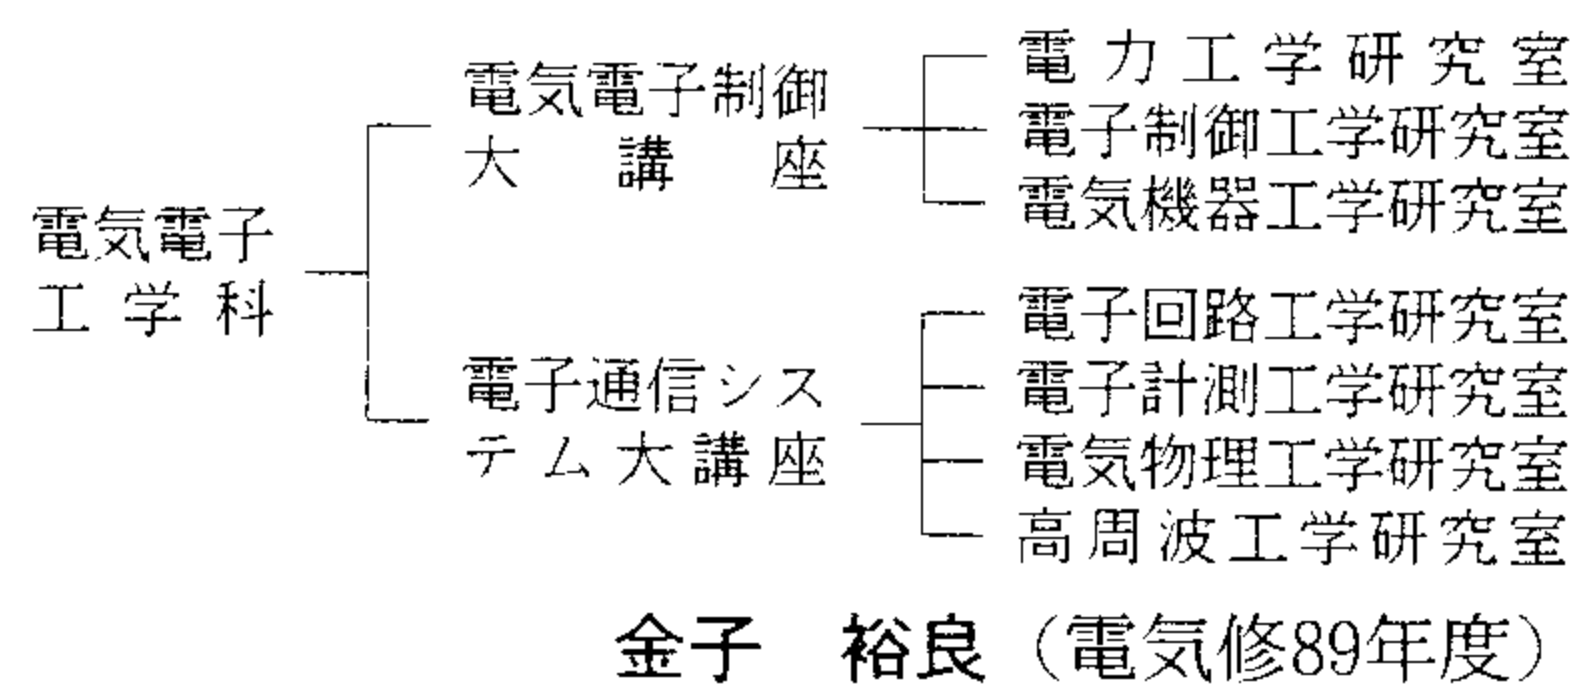 電気電子
工学科
電気電子制御
大講座
電力工学研究室
電子制御工学研究室
電気機器工学研究室
電子通信シス
テム大講座
電子回路工学研究室
電子計測工学研究室
電気物理工学研究室
高周波工学研究室
金子 裕良（電気修89年度）